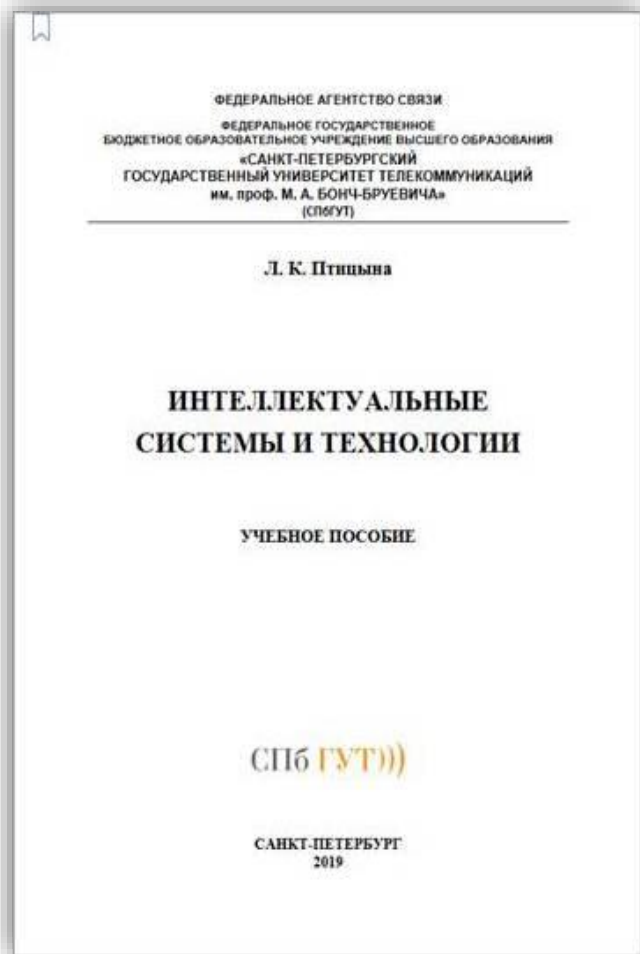 ФЕДЕРАЛЬНОЕ АГЕНТСТВО СВЯЗИ
ФЕДЕРАЛЬНОЕ ГОСУДАРСТВЕННОЕ
БЮДЖЕТНОЕ ОБРАЗОВАТЕЛЬНОЕ УЧРЕЖДЕНИЕ ВЫСШЕГО ОБРАЗОВАНИЯ
«САНКТ-ПЕТЕРБУРГСКИЙ
ГОСУДАРСТВЕННЫЙ УНИВЕРСИТЕТ ТЕЛЕКОММУНИКАЦИЙ
им. проф. М. А. БОНЧ-БРУЕВИЧА»
(СПбГУТ)
Л. К. Птицына
ИНТЕЛЛЕКТУАЛЬНЫЕ
СИСТЕМЫ И ТЕХНОЛОГИИ
УЧЕБНОЕ ПОСОБИЕ
СПб ГУТ)))
САНКТ-ПЕТЕРБУРГ
2019